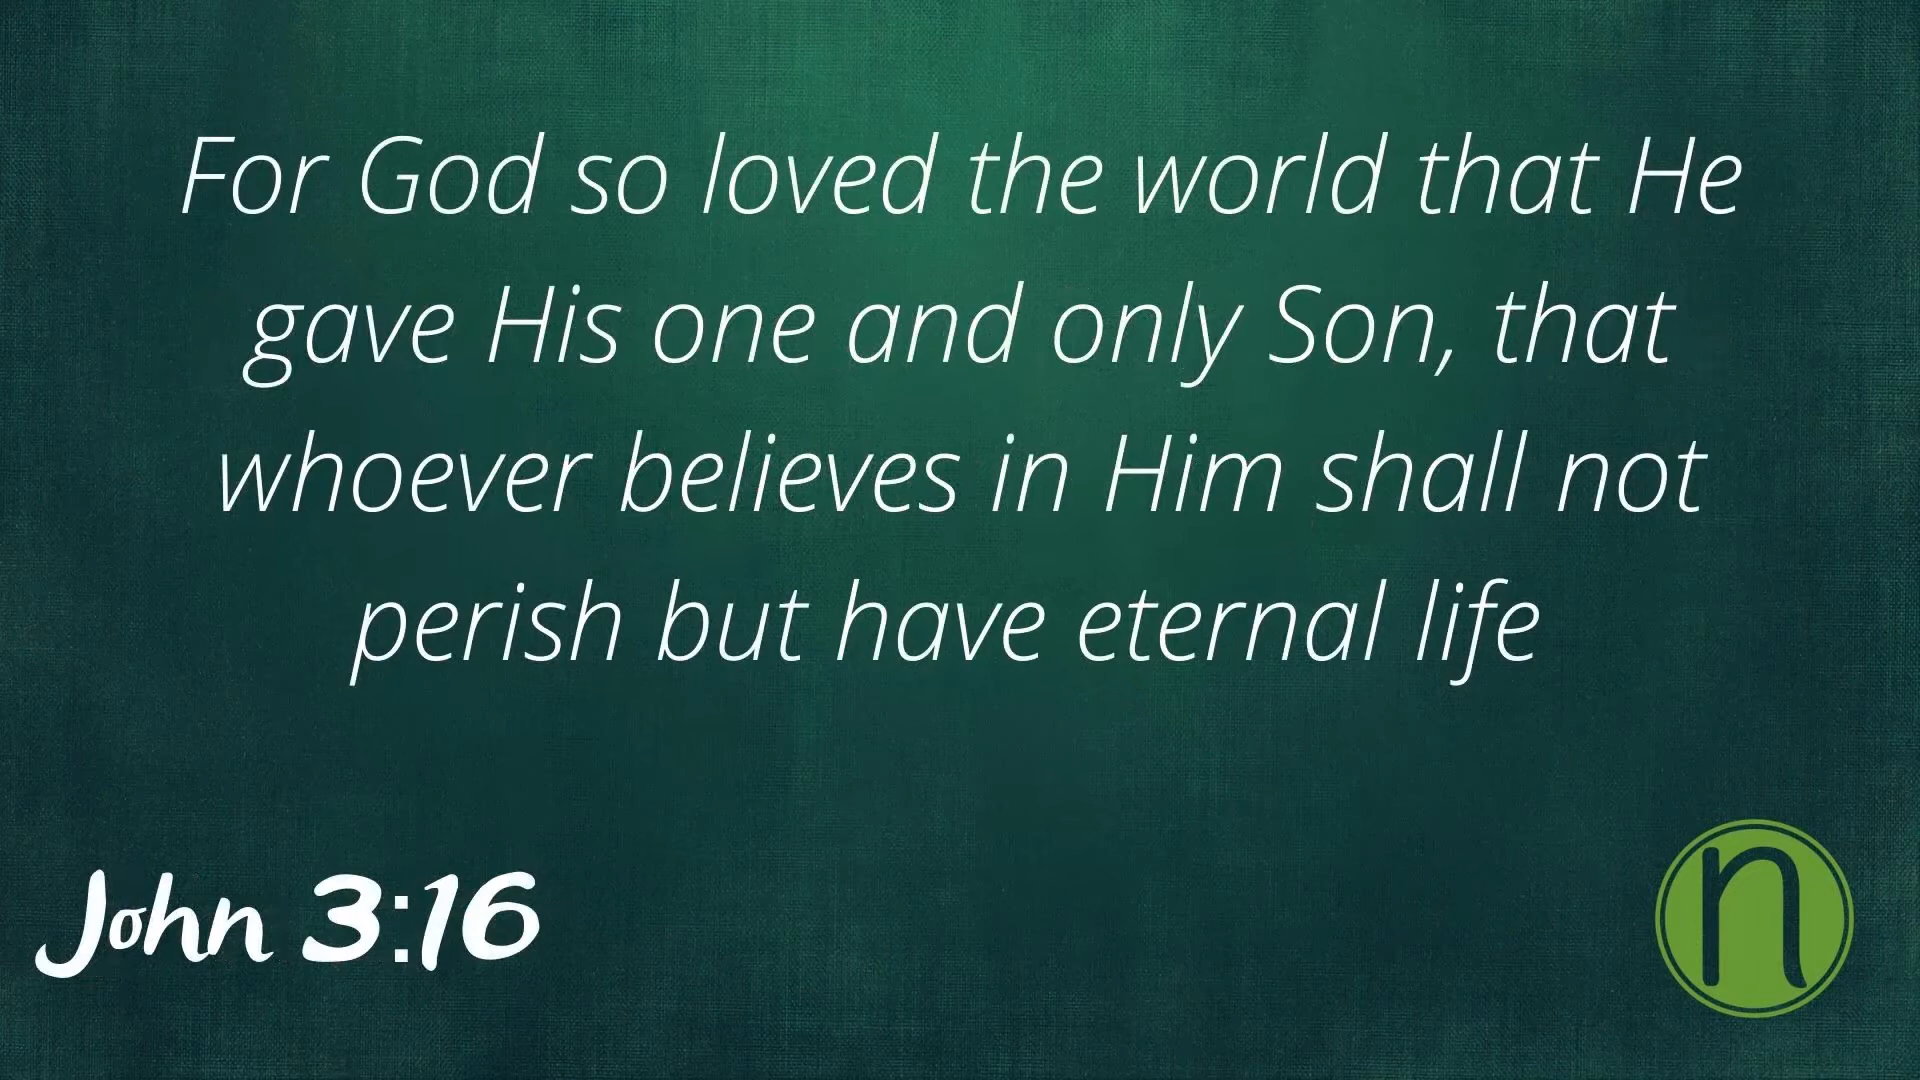 For God so loved the world that He
gave His one and only Son, that
whoever believes in Him shall not
perish but have eternal life
John 3:16
n